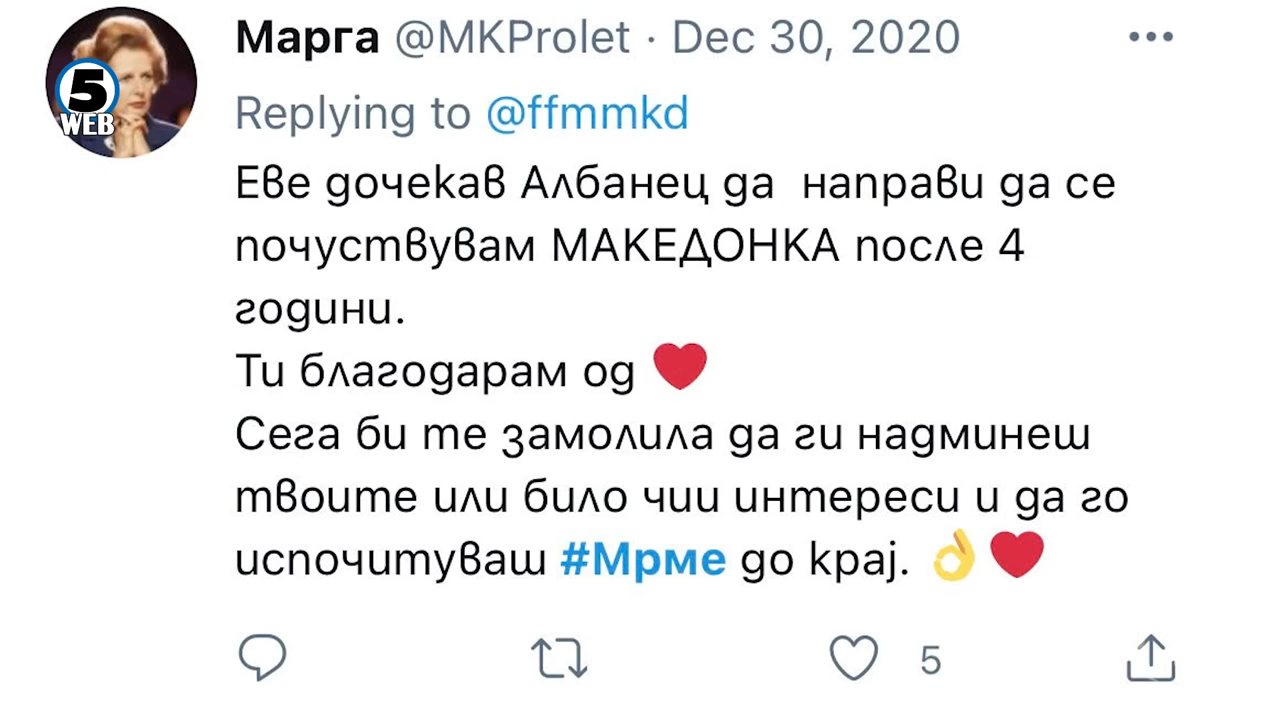 Марга @MKProlet · Dec 30, 2020
5
WEB
Replying to @ffmmkd
Еве дочекав Албанец да  направи да се
почуствувам МАКЕДОНКА после 4
години.
Ти благодарам од ❤️
Сега би те замолила да ги надминеш
твоите или било чии интереси и да го
испочитуваш #Мрме до крај. 👌❤️
5